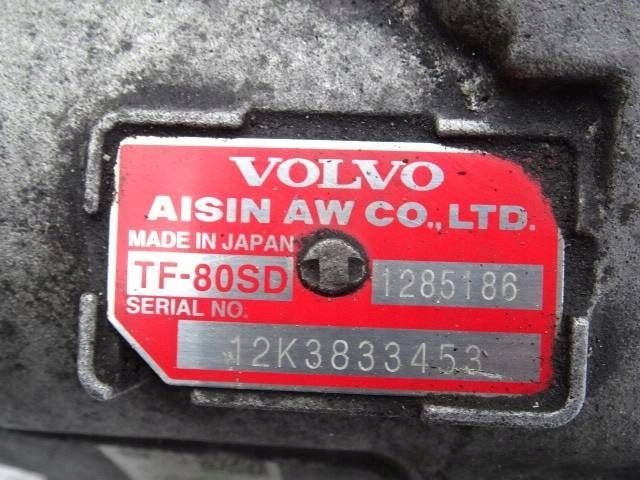 VOLVO
AISIN AW CO., LTD.
MADE IN JAPAN
TF-80SD 1285186
SERIAL NO.
12K3833453